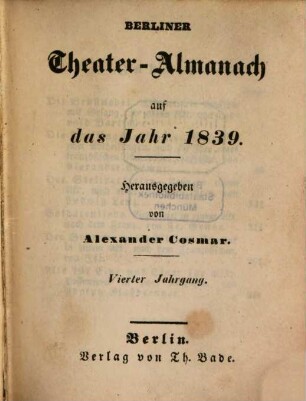 BERLINER
Theater-Almanach
auf
das Jahr 1839.
Herausgegeben
von
Alexander Cosmar.
Vierter Jahrgang.
Berlin.
Verlag von Th. Bade.